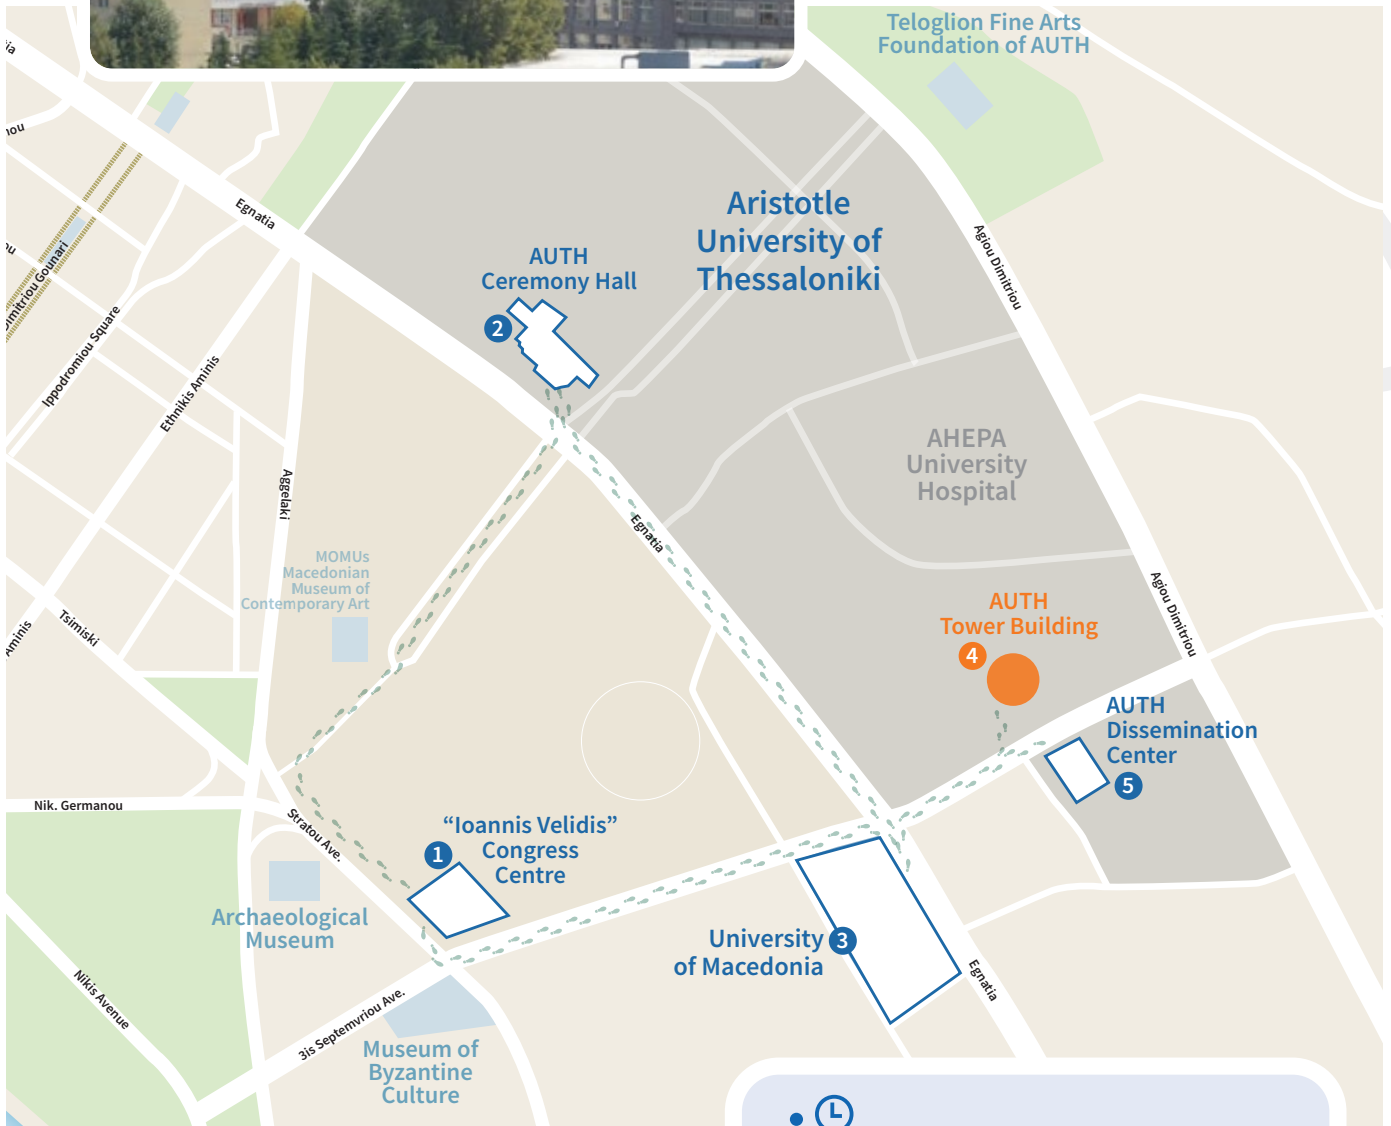 Teloglion Fine Arts
Foundation of AUTH
Egnatia
Aristotle
University of
Thessaloniki
Agiou Dimitriou
AUTH
Ceremony Hall
2
Dimitriou Gounari
Ippodromiou Square
Ethnikis Aminis
Aggelaki
AHEPA
University
Hospital
Egnatia
MOMUs
Macedonian
Museum of
Contemporary Art
Agiou Dimitriou
AUTH
Tower Building
4
Tsimiski
Aminis
AUTH
Dissemination
Center
5
Nik. Germanou
Stratou Ave.
"Ioannis Velidis"
Congress
Centre
1
Archaeological
Museum
University
of Macedonia
3
Egnatia
Nikis Avenue
3is Septemvriou Ave.
Museum of
Byzantine
Culture